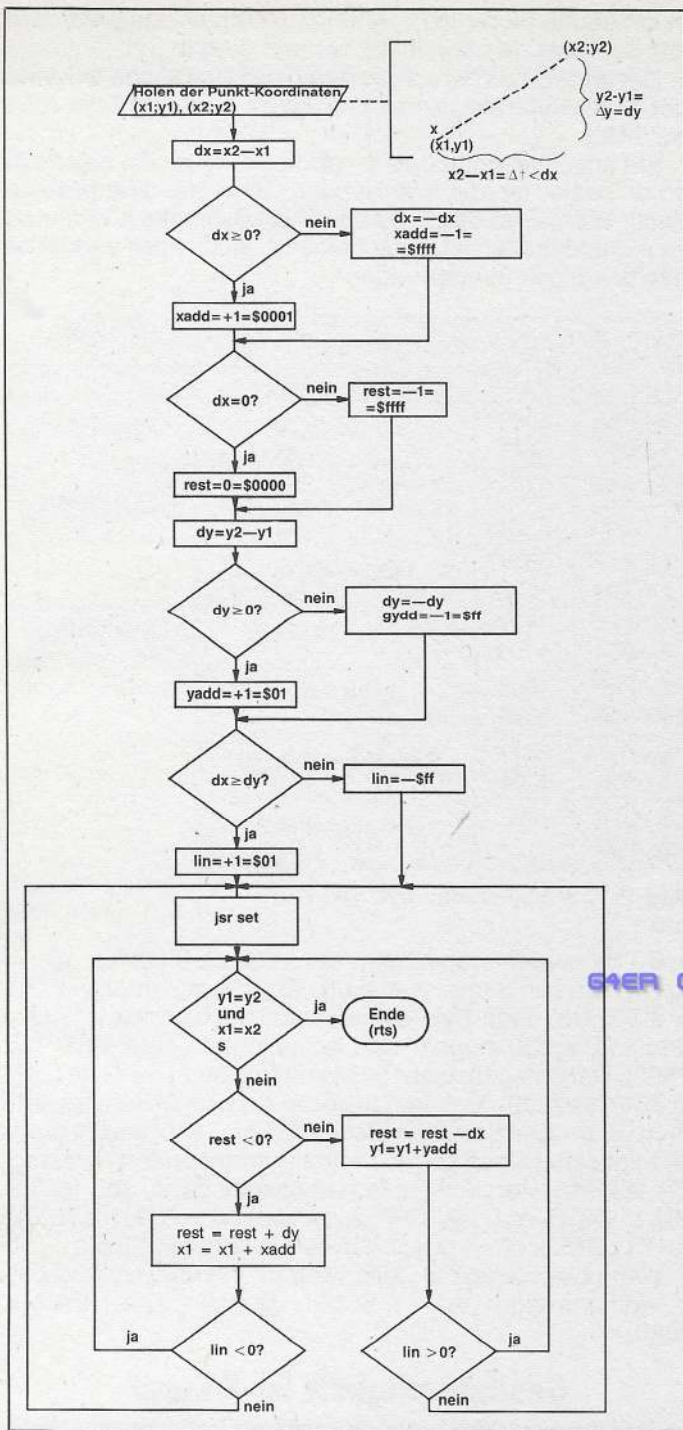 (x2;y2)
Holen der Punkt-Koordinaten
(x1;y1), (x2;y2)
y2-y1=
Δy=dy
x
(x1,y1)
x2—x1=Δ↑<dx
dx=x2—x1
dx≥0?
nein
dx=—dx
xadd=—1=
=$ffff
ja
xadd=+1=$0001
dx=0?
nein
rest=—1=
=$ffff
ja
rest=0=$0000
dy=y2—y1
dy≥0?
nein
dy=—dy
gydd=—1=$ff
ja
yadd=+1=$01
dx≥dy?
nein
lin=—$ff
ja
lin=+1=$01
jsr set
y1=y2
und
x1=x2
s
ja
Ende
(rts)
64ER
nein
rest <0?
nein
rest = rest —dx
y1=y1+yadd
ja
rest = rest + dy
x1 = x1 + xadd
ja
lin <0?
nein
lin >0?
ja
nein